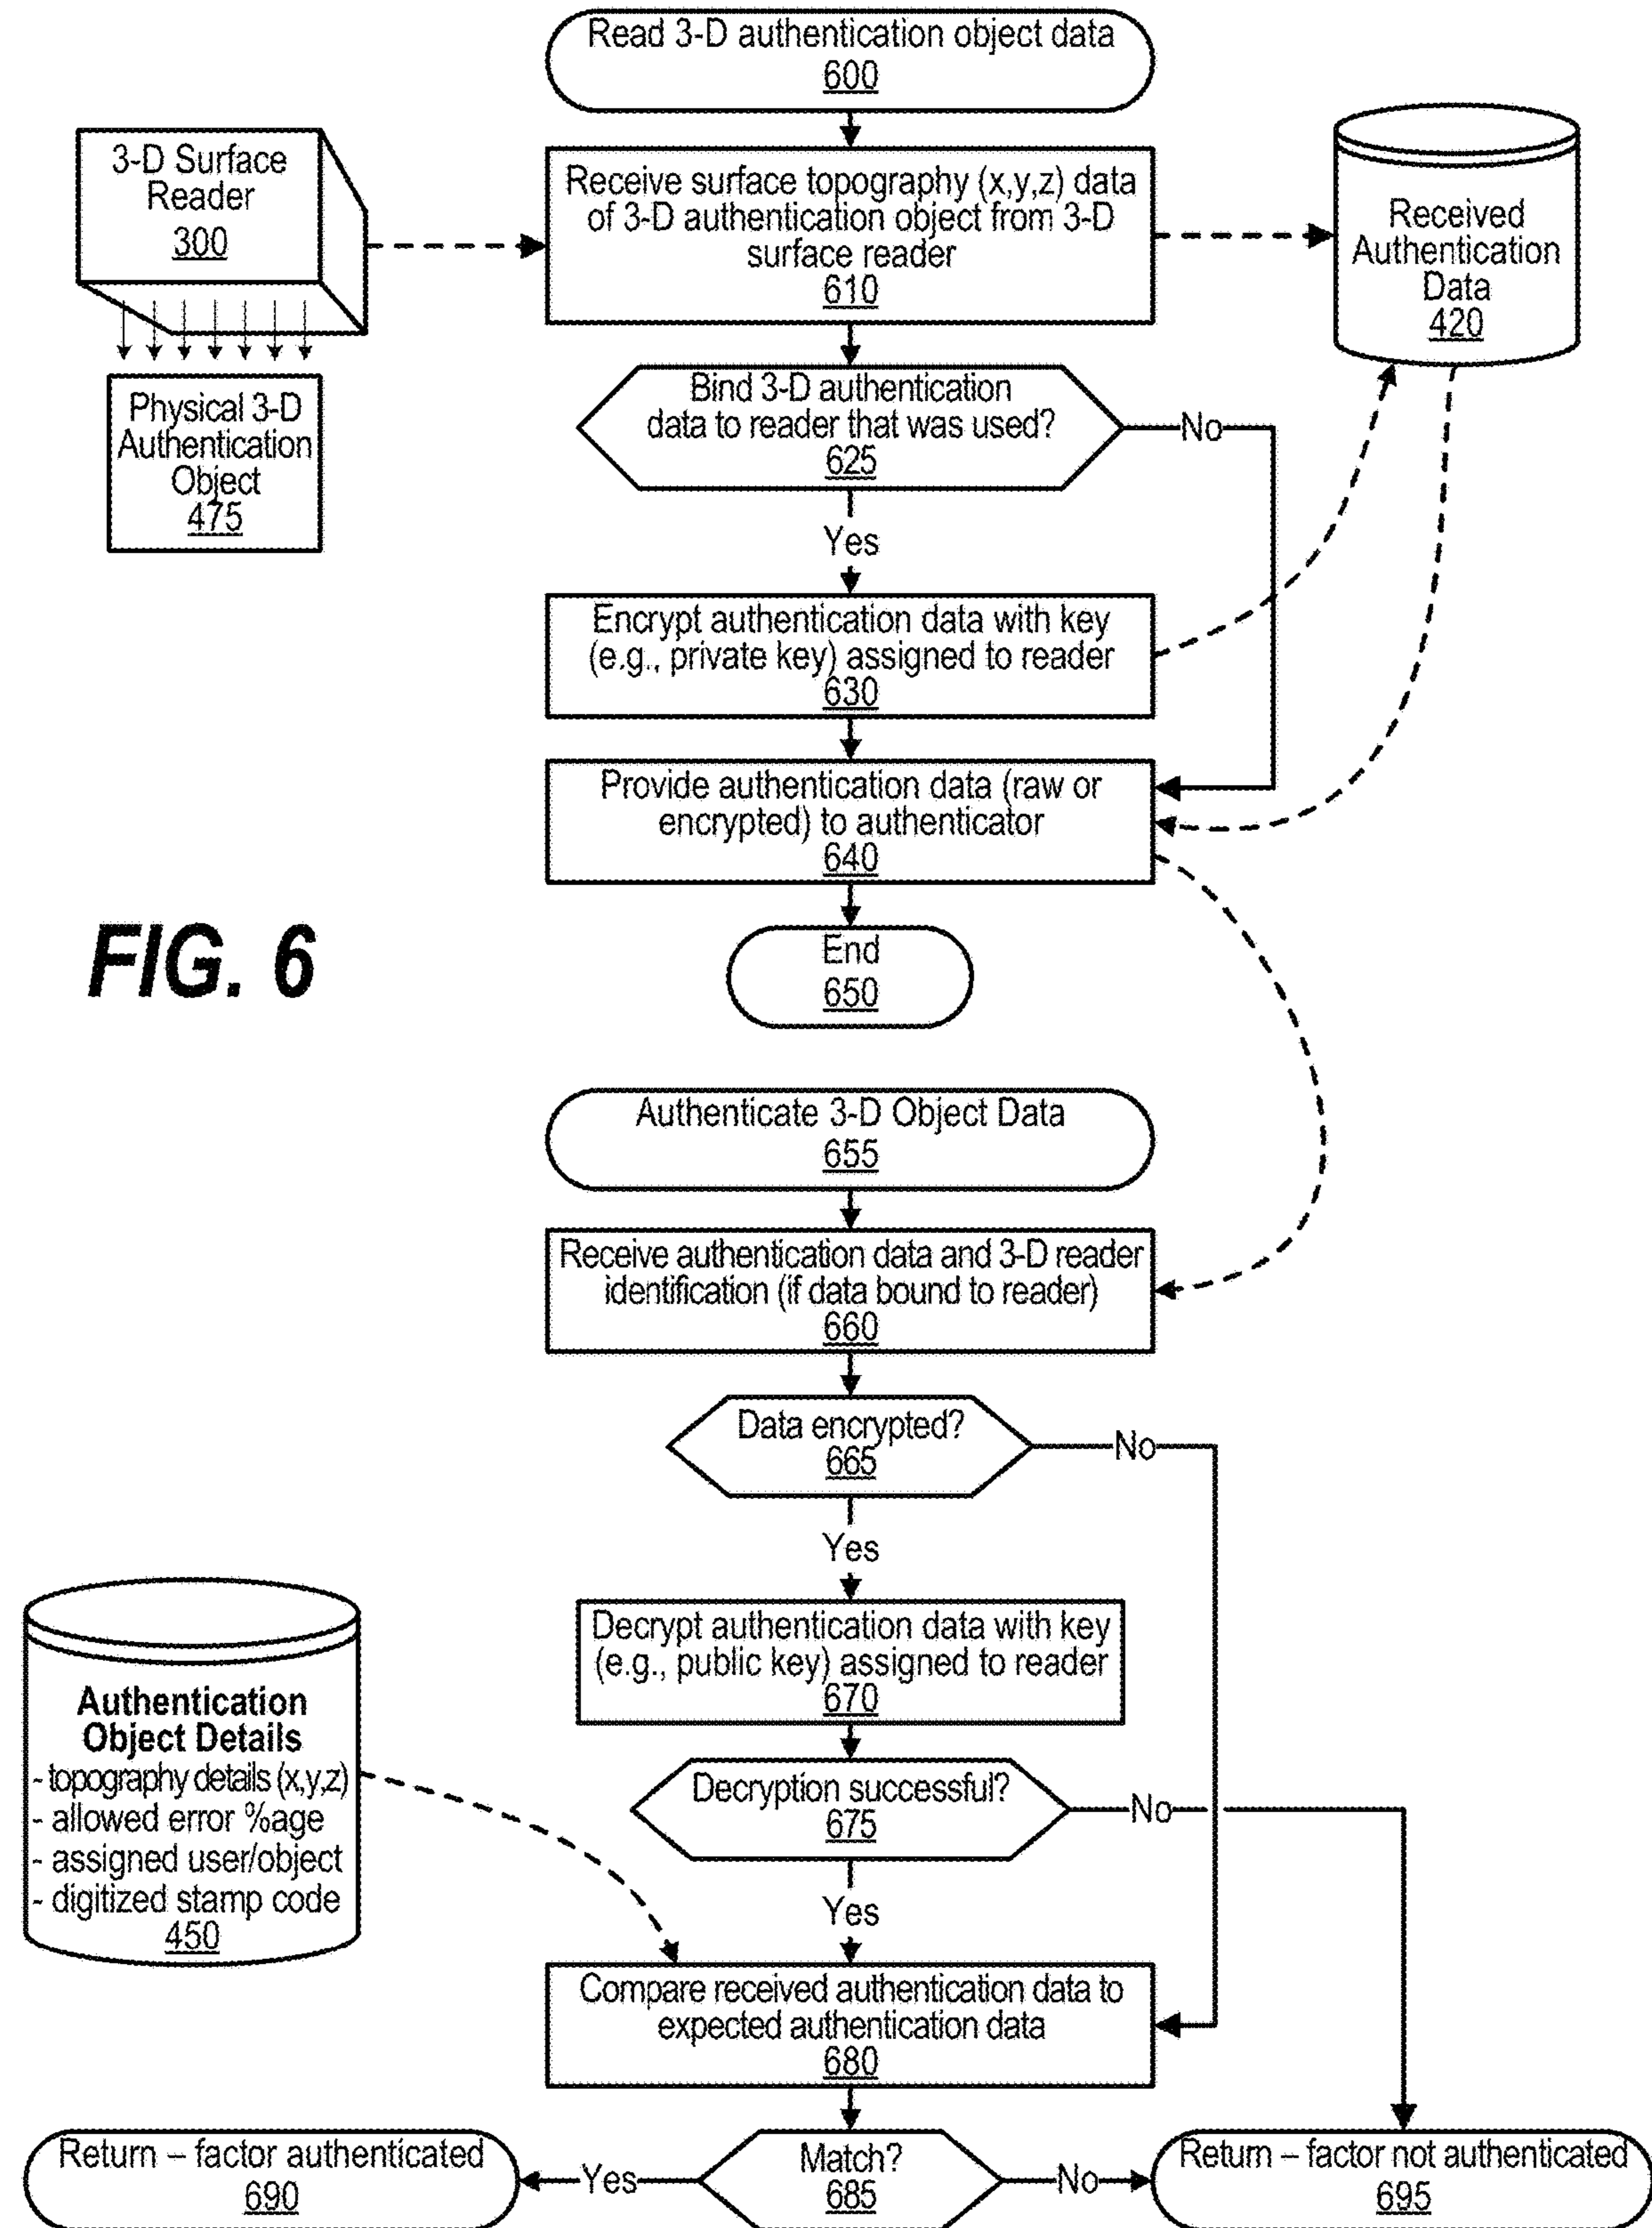 Read 3-D authentication object data
600
3-D Surface
Reader
300
Receive surface topography (x,y,z) data
of 3-D authentication object from 3-D
surface reader
610
Received
Authentication
Data
420
Physical 3-D
Authentication
Object
475
Bind 3-D authentication
data to reader that was used?
625
No
Yes
Encrypt authentication data with key
(e.g., private key) assigned to reader
630
Provide authentication data (raw or
encrypted) to authenticator
640
FIG. 6
End
650
Authenticate 3-D Object Data
655
Receive authentication data and 3-D reader
identification (if data bound to reader)
660
Data encrypted?
665
No
Yes
Decrypt authentication data with key
(e.g., public key) assigned to reader
670
Authentication
Object Details
- topography details (x,y,z)
- allowed error %age
- assigned user/object
- digitized stamp code
450
Decryption successful?
675
No
Yes
Compare received authentication data to
expected authentication data
680
Return – factor authenticated
690
Yes
Match?
685
No
Return – factor not authenticated
695